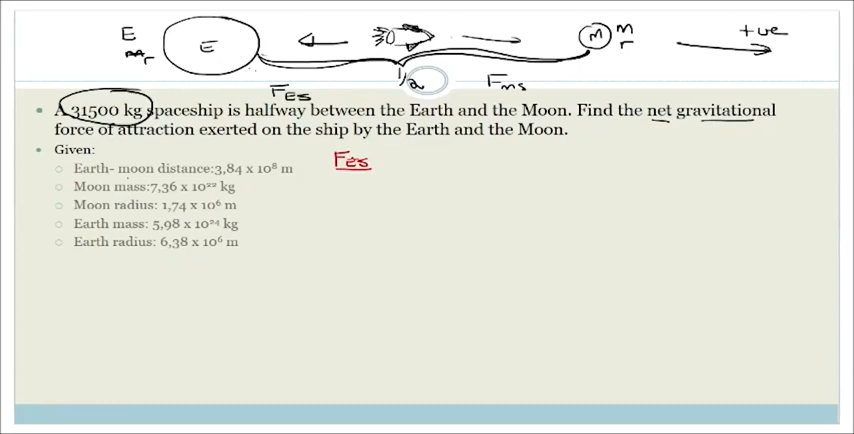 E E M m r +ve
1/2
FES Fms
A 31500 kg spaceship is halfway between the Earth and the Moon. Find the net gravitational
force of attraction exerted on the ship by the Earth and the Moon.
Given:
FES
Earth- moon distance:3,84 x 10⁸ m
Moon mass:7,36 x 10²² kg
Moon radius: 1,74 x 10⁶ m
Earth mass: 5,98 x 10²⁴ kg
Earth radius: 6,38 x 10⁶ m